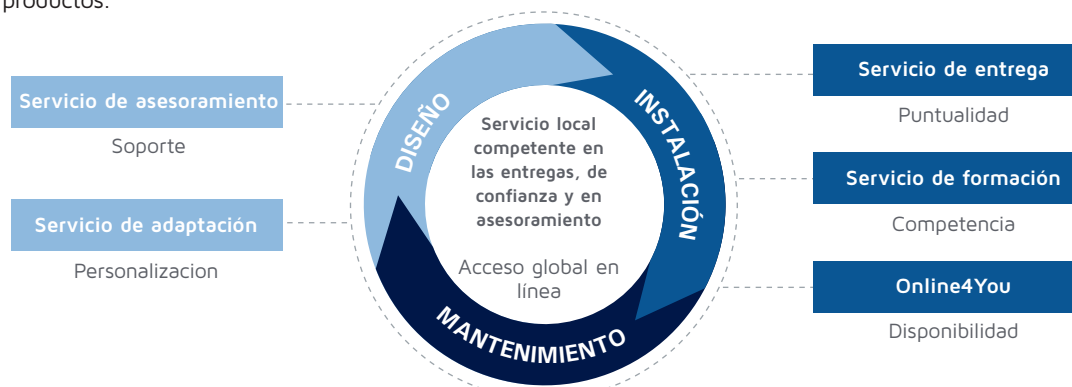 productos.
Servicio de asesoramiento
Soporte
Servicio de adaptación
Personalizacion
DISEÑO
INSTALACIÓN
MANTENIMIENTO
Servicio local
competente en
las entregas, de
confianza y en
asesoramiento
Acceso global en
línea
Servicio de entrega
Puntualidad
Servicio de formación
Competencia
Online4You
Disponibilidad